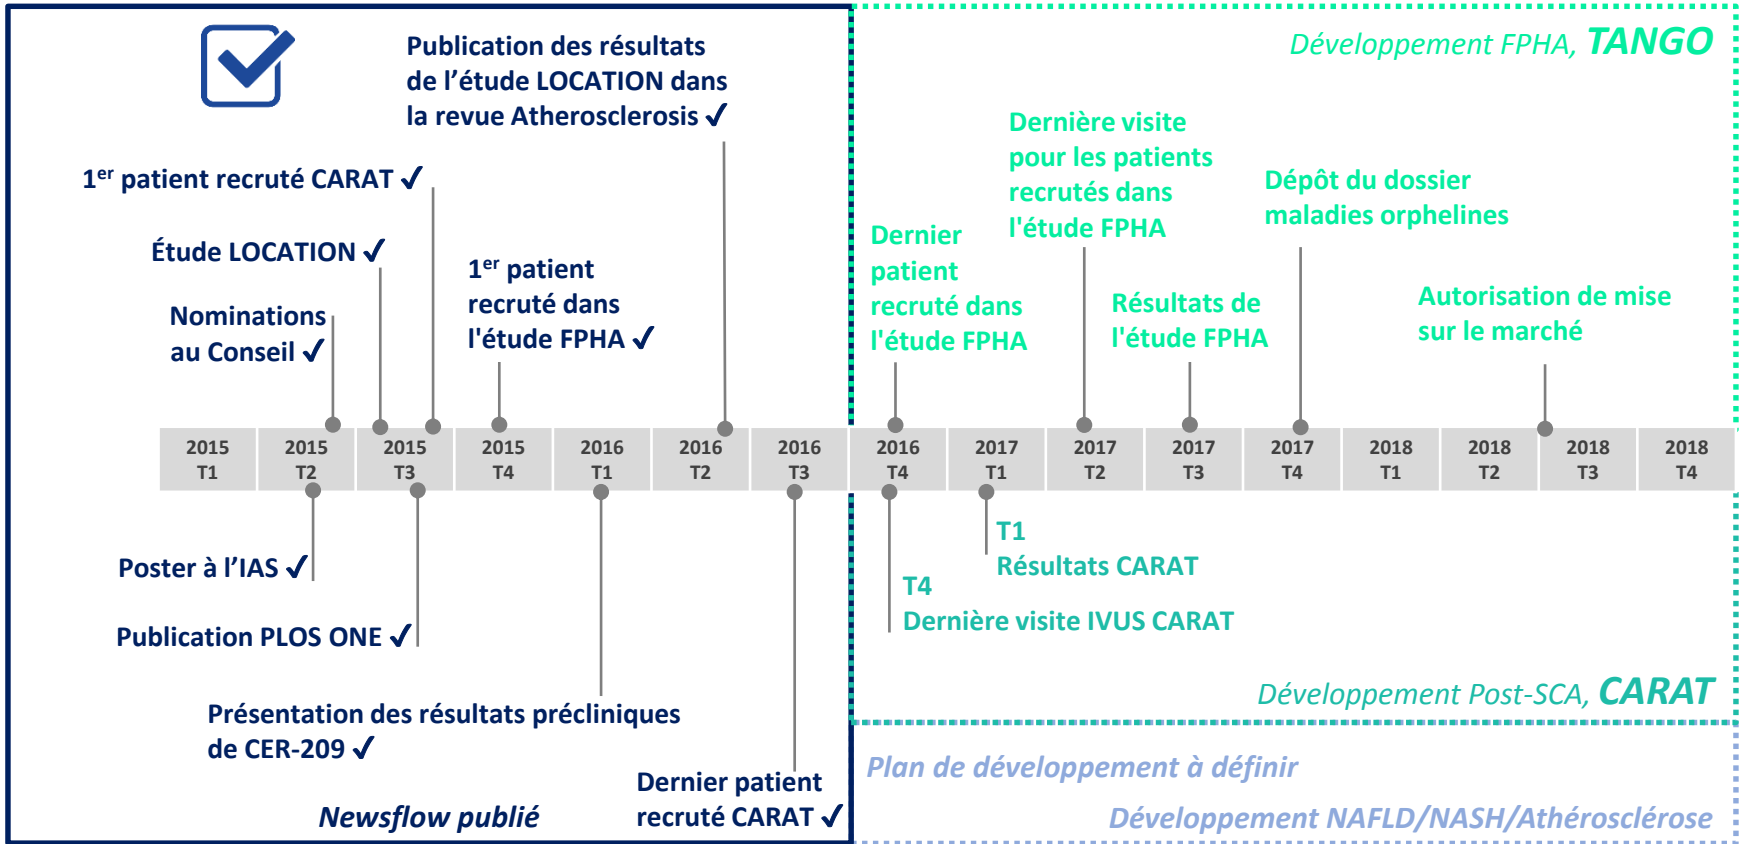 Publication des résultats
de l’étude LOCATION dans
la revue Atherosclerosis ✓
1er patient recruté CARAT ✓
Étude LOCATION ✓
Nominations
au Conseil ✓
1er patient
recruté dans
l'étude FPHA ✓
Développement FPHA, TANGO
Dernier
patient
recruté dans
l'étude FPHA
Dernière visite
pour les patients
recrutés dans
l'étude FPHA
Résultats de
l'étude FPHA
Dépôt du dossier
maladies orphelines
Autorisation de mise
sur le marché
2015 2015 2015 2015 2016 2016 2016 2016 2017 2017 2017 2017 2018 2018 2018 2018
T1 T2 T3 T4 T1 T2 T3 T4 T1 T2 T3 T4 T1 T2 T3 T4
Poster à l’IAS ✓
Publication PLOS ONE ✓
Présentation des résultats précliniques
de CER-209 ✓
Dernier patient
recruté CARAT ✓
Newsflow publié
T1
Résultats CARAT
T4
Dernière visite IVUS CARAT
Développement Post-SCA, CARAT
Plan de développement à définir
Développement NAFLD/NASH/Athérosclérose